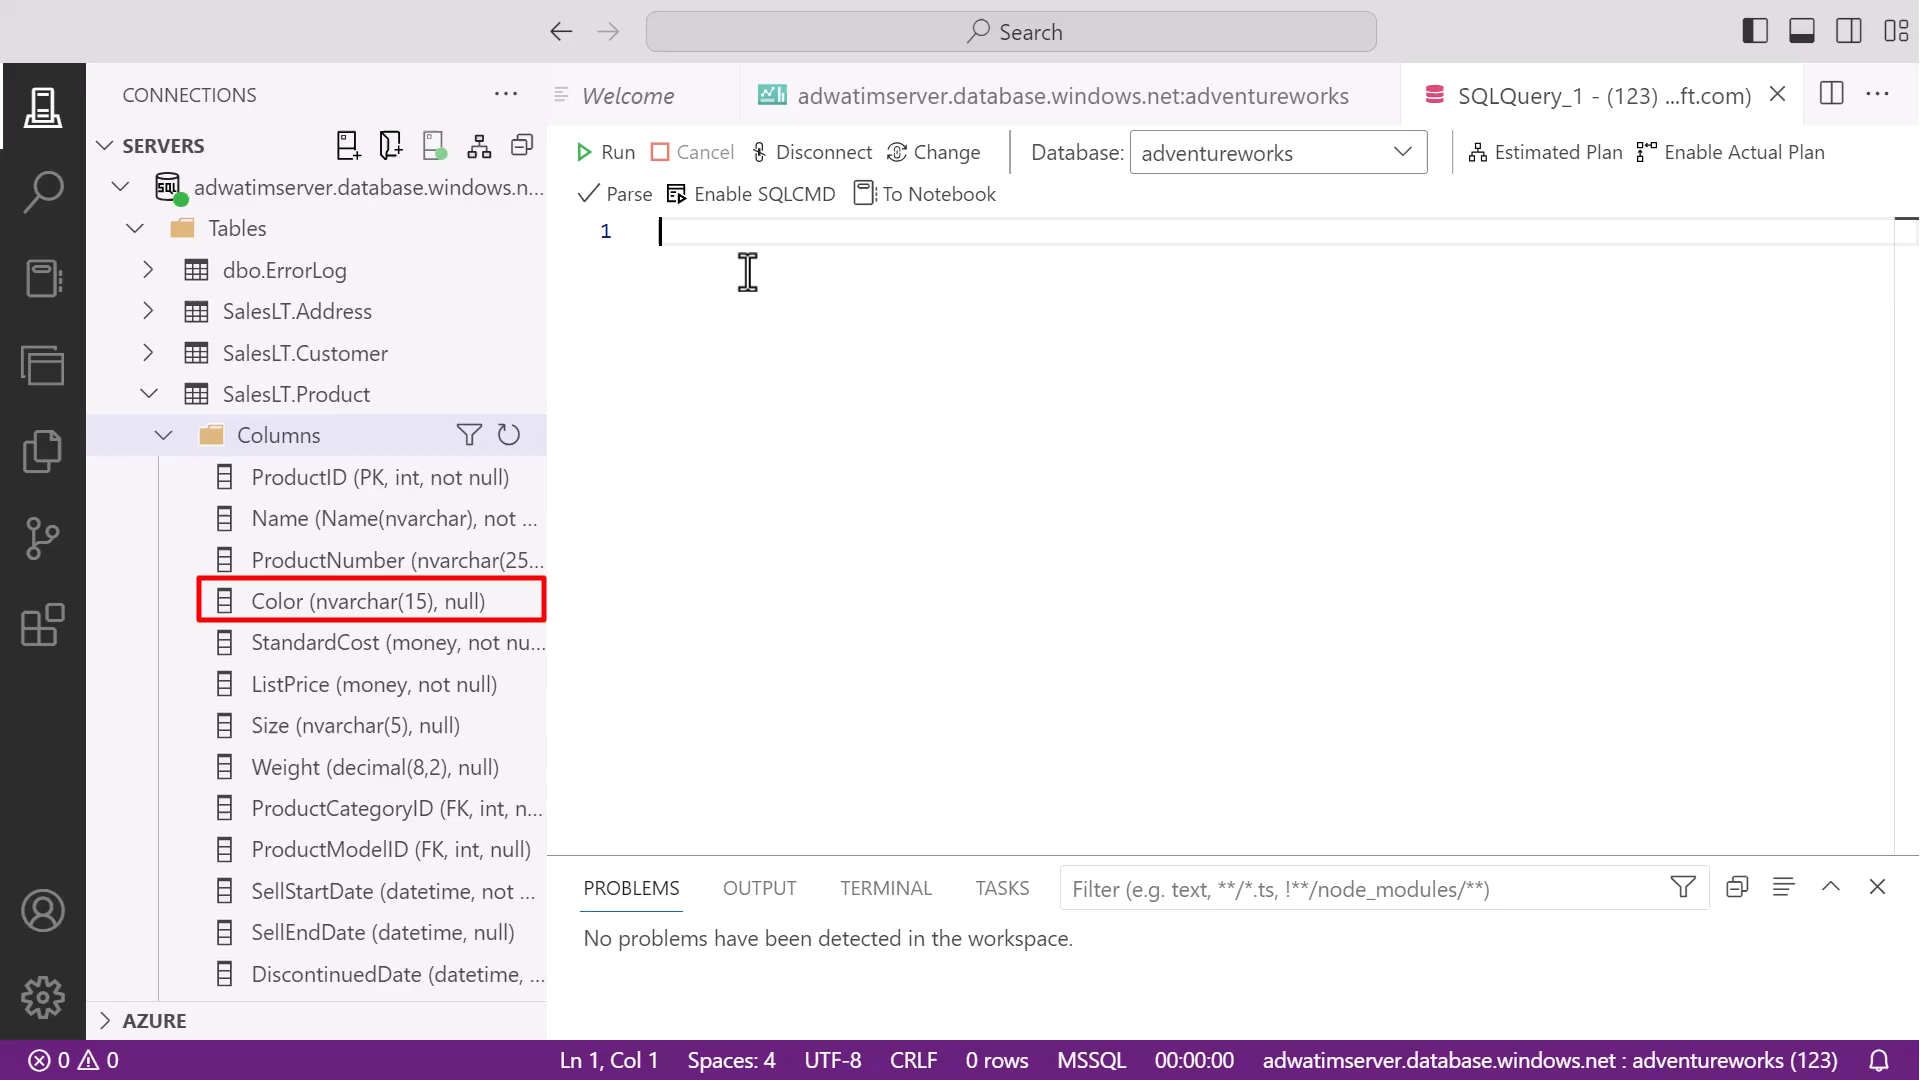 Search
CONNECTIONS
SERVERS
adwatimserver.database.windows.n...
Tables
dbo.ErrorLog
SalesLT.Address
SalesLT.Customer
SalesLT.Product
Columns
ProductID (PK, int, not null)
Name (Name(nvarchar), not ...
ProductNumber (nvarchar(25...
Color (nvarchar(15), null)
StandardCost (money, not nu...
ListPrice (money, not null)
Size (nvarchar(5), null)
Weight (decimal(8,2), null)
ProductCategoryID (FK, int, n...
ProductModelID (FK, int, null)
SellStartDate (datetime, not ...
SellEndDate (datetime, null)
DiscontinuedDate (datetime, ...
AZURE
Welcome
adwatimserver.database.windows.net:adventureworks
SQLQuery_1 - (123) ...ft.com)
Run Cancel Disconnect Change Database: adventureworks Estimated Plan Enable Actual Plan
Parse Enable SQLCMD To Notebook
1
PROBLEMS OUTPUT TERMINAL TASKS Filter (e.g. text, **/*.ts, !**/node_modules/**)
No problems have been detected in the workspace.
0 0 Ln 1, Col 1 Spaces: 4 UTF-8 CRLF 0 rows MSSQL 00:00:00 adwatimserver.database.windows.net : adventureworks (123)